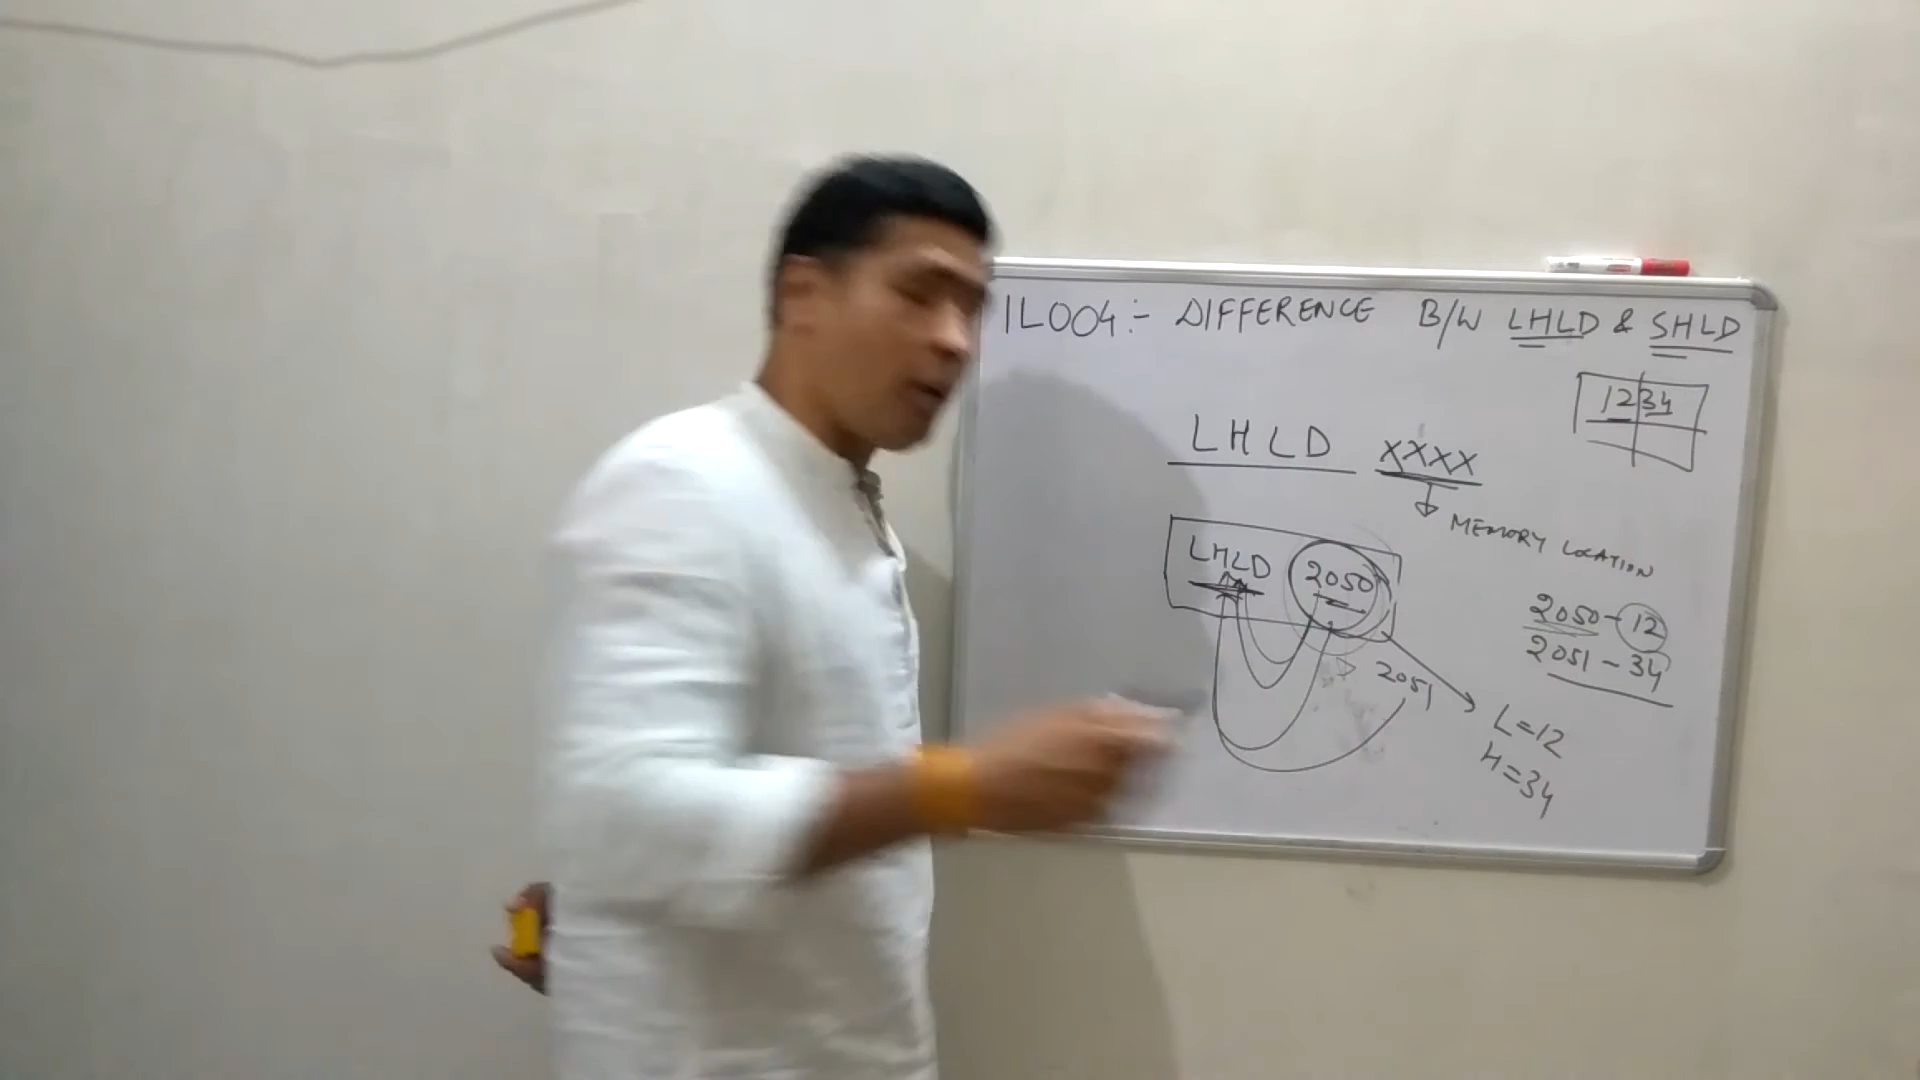 IL004:- DIFFERENCE B/W LHLD & SHLD
1234
LHLD XXXX
MEMORY LOCATION
LHLD 2050
2050-12
2051-34
2051
L=12
H=34